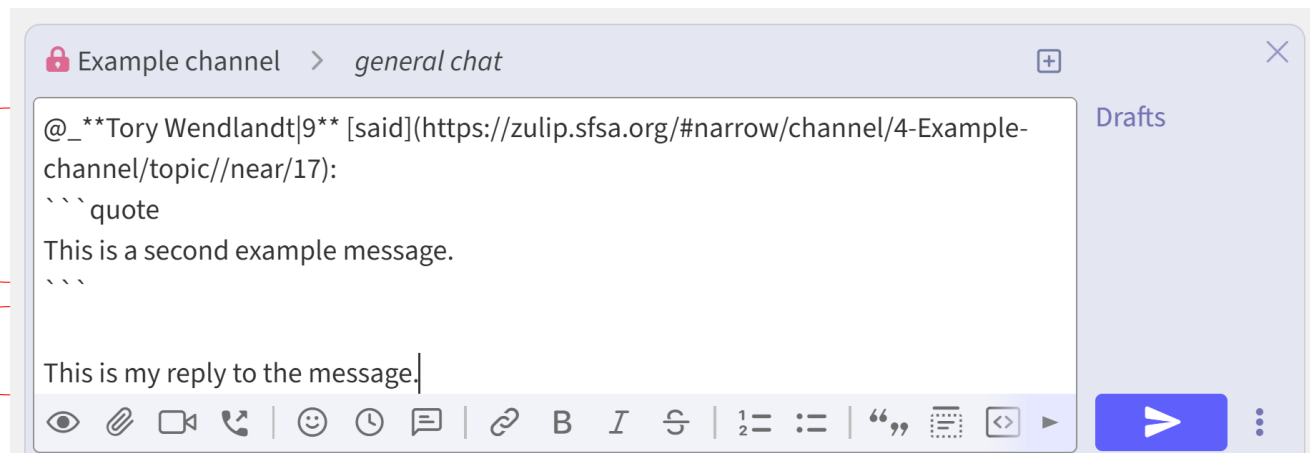 Example channel > general chat
@_**Tory Wendlandt|9** [said](https://zulip.sfsa.org/#narrow/channel/4-Example-
channel/topic//near/17):
```quote
This is a second example message.
```
This is my reply to the message.
Drafts